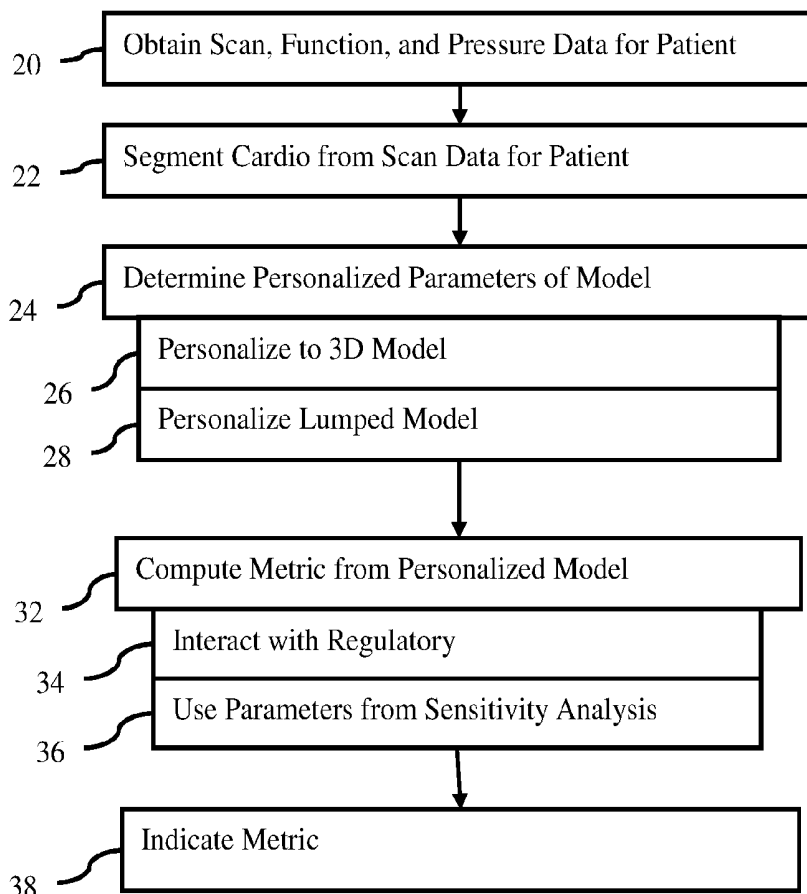 20 Obtain Scan, Function, and Pressure Data for Patient
22 Segment Cardio from Scan Data for Patient
24 Determine Personalized Parameters of Model
26 Personalize to 3D Model
28 Personalize Lumped Model
32 Compute Metric from Personalized Model
34 Interact with Regulatory
36 Use Parameters from Sensitivity Analysis
38 Indicate Metric